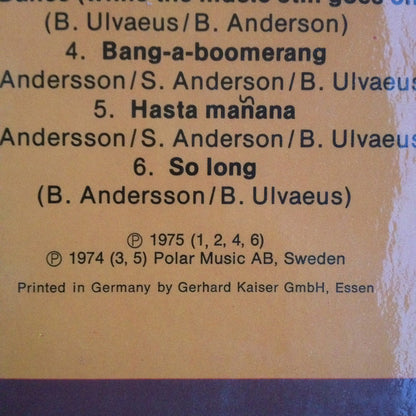 (B. Ulvaeus/B. Anderson)
4. Bang-a-boomerang
Andersson/S. Anderson/B. Ulvaeus
5. Hasta mañana
Andersson/S. Anderson/B. Ulvaeus
6. So long
(B. Andersson/B. Ulvaeus)
℗ 1975 (1, 2, 4, 6)
℗ 1974 (3, 5) Polar Music AB, Sweden
Printed in Germany by Gerhard Kaiser GmbH, Essen